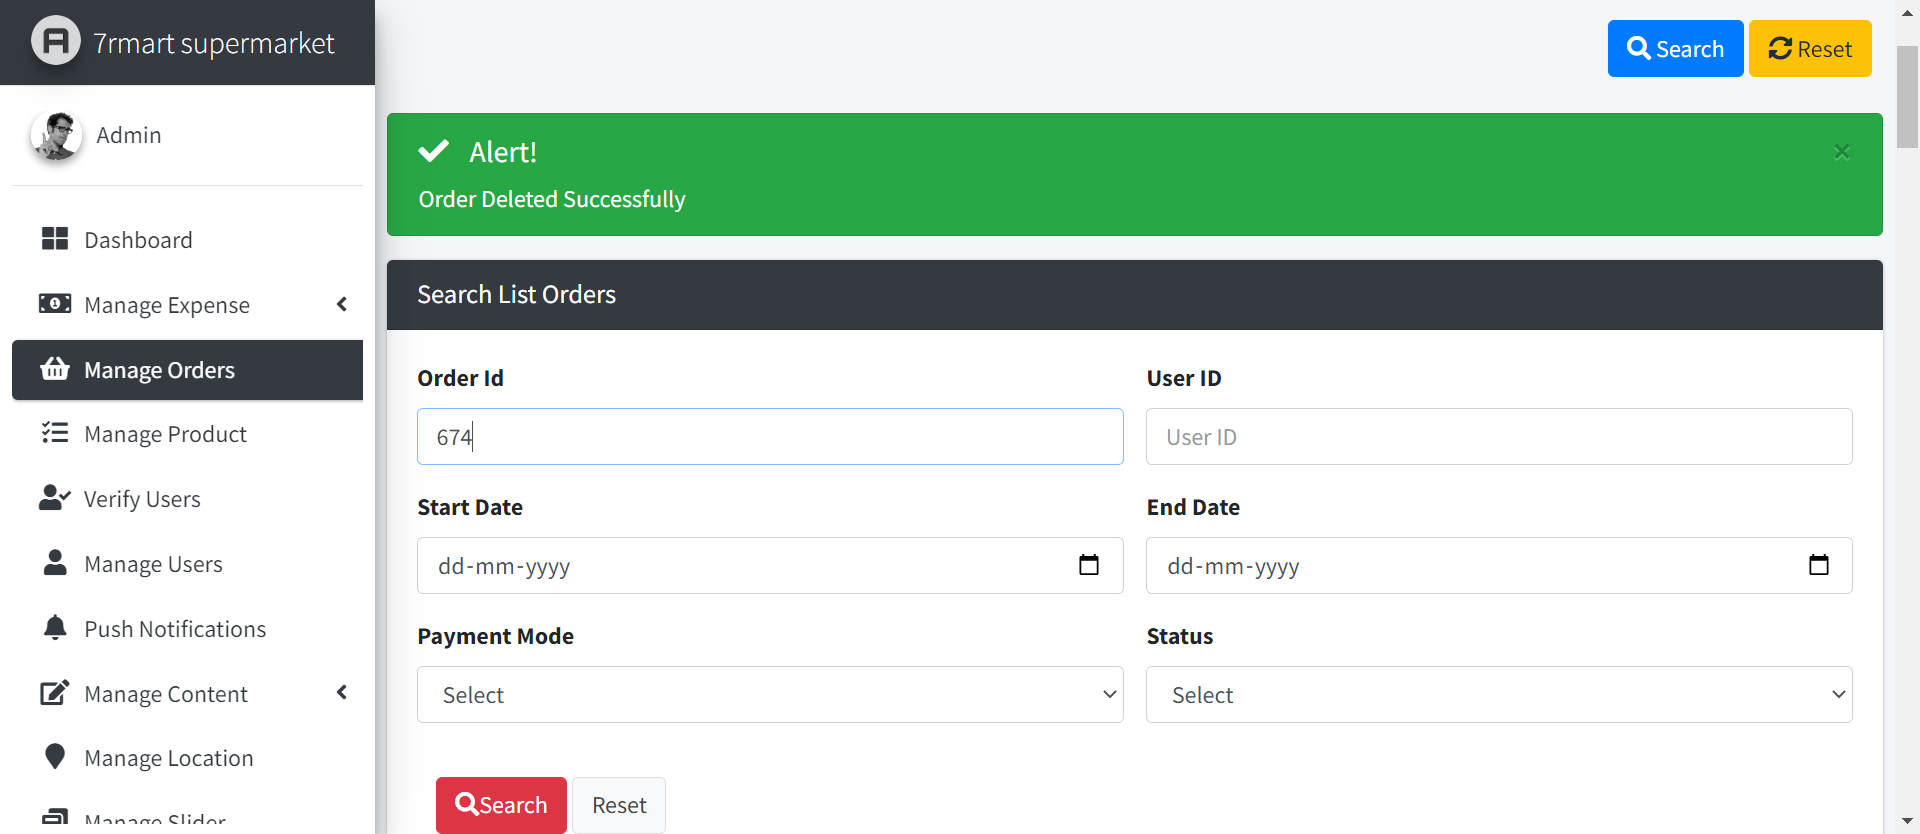 7rmart supermarket
Admin
Dashboard
Manage Expense
Manage Orders
Manage Product
Verify Users
Manage Users
Push Notifications
Manage Content
Manage Location
Manage Slider
Search
Reset
Alert!
×
Order Deleted Successfully
Search List Orders
Order Id
User ID
674
User ID
Start Date
End Date
dd-mm-yyyy
dd-mm-yyyy
Payment Mode
Status
Select
Select
Search
Reset